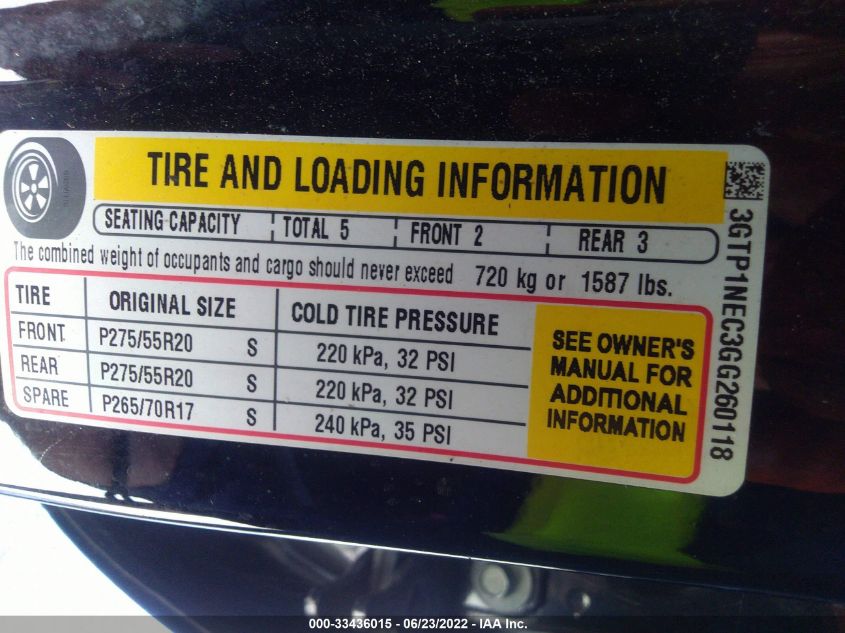 TIRE AND LOADING INFORMATION
SEATING CAPACITY TOTAL 5 FRONT 2 REAR 3
The combined weight of occupants and cargo should never exceed 720 kg or 1587 lbs.
TIRE ORIGINAL SIZE COLD TIRE PRESSURE
FRONT P275/55R20 S 220 kPa, 32 PSI
REAR P275/55R20 S 220 kPa, 32 PSI
SPARE P265/70R17 S 240 kPa, 35 PSI
SEE OWNER'S
MANUAL FOR
ADDITIONAL
INFORMATION
3GTP1NEC3GG260118
000-33436015 - 06/23/2022 - IAA Inc.